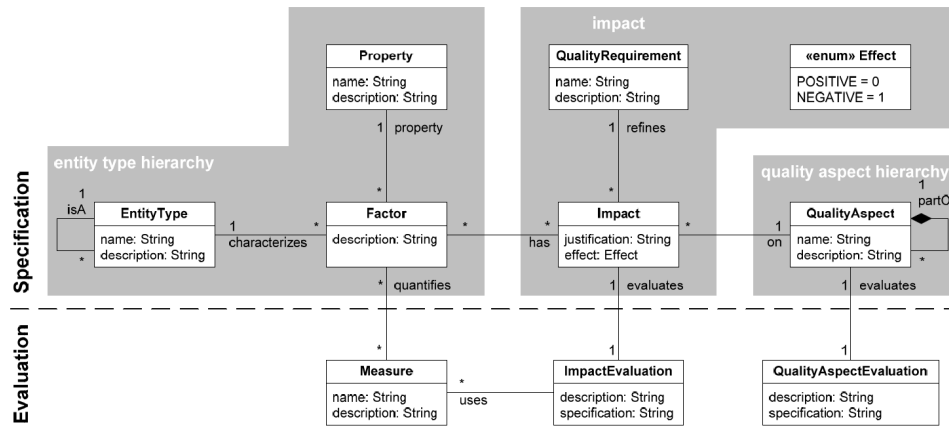 impact
Property
name: String
description: String
QualityRequirement
name: String
description: String
«enum» Effect
POSITIVE = 0
NEGATIVE = 1
1 property
1 refines
entity type hierarchy
quality aspect hierarchy
Specification
1
isA
*
EntityType
name: String
description: String
1
characterizes
*
*
Factor
description: String
*
*
has
*
Impact
justification: String
effect: Effect
*
1
on
QualityAspect
name: String
description: String
1
partO
*
* quantifies
1 evaluates
1 evaluates
Evaluation
*
1
1
Measure
name: String
description: String
*
uses
ImpactEvaluation
description: String
specification: String
QualityAspectEvaluation
description: String
specification: String